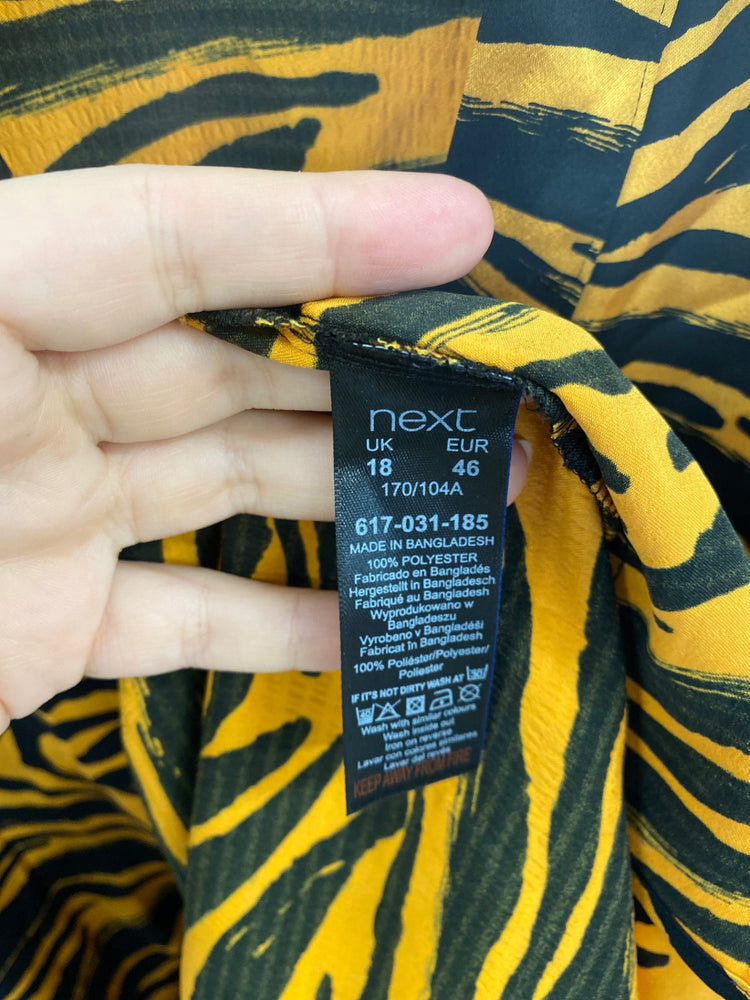 next
UK EUR
18 46
170/104A
617-031-185
MADE IN BANGLADESH
100% POLYESTER
Fabricado en Bangladés
Hergestellt in Bangladesch
Fabriqué au Bangladesh
Wyprodukowano w
Bangladeszu
Vyrobeno v Bangladéši
Fabricat în Bangladesh
100% Poliéster/Polyester/
Poliester
IF IT'S NOT DIRTY WASH AT
Wash with similar colours
Wash inside out
Iron on reverse
Lavar con colores similares
Lavar del revés
KEEP AWAY FROM FIRE